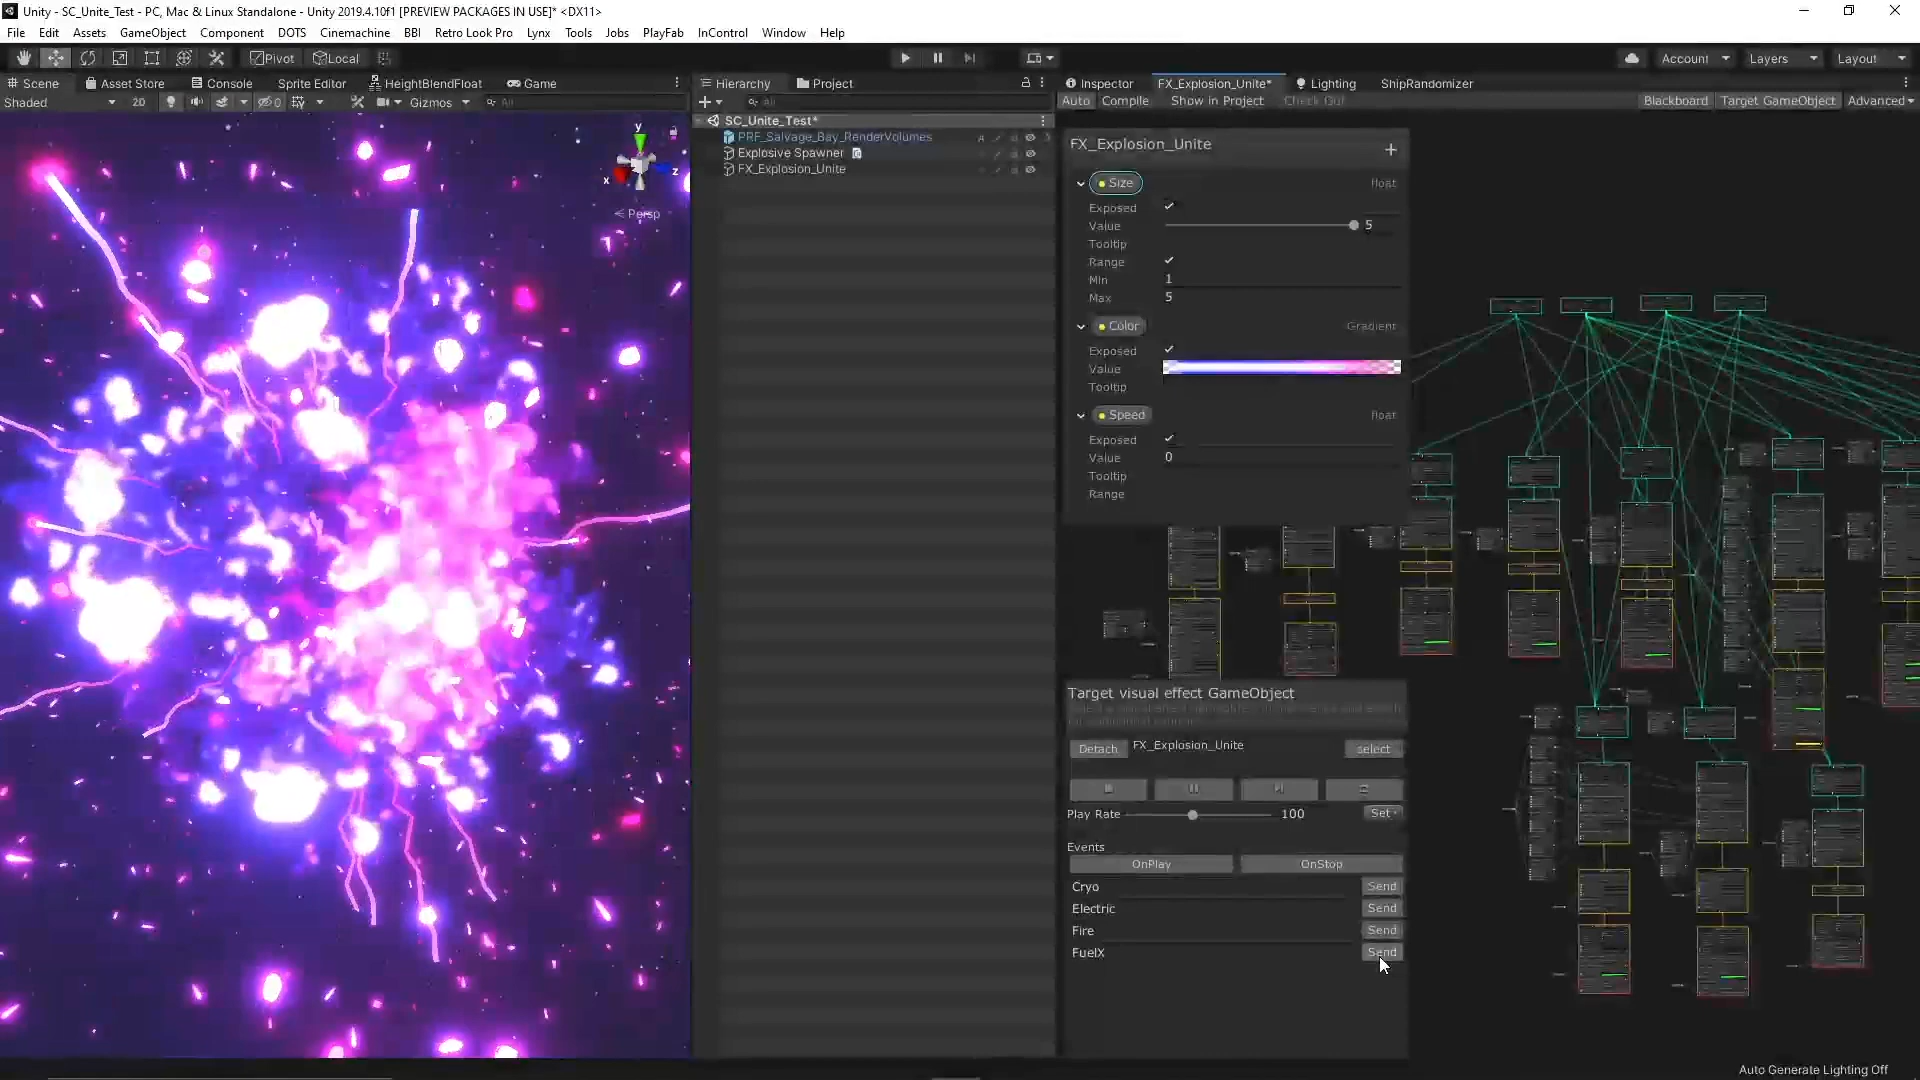 Unity - SC_Unite_Test - PC, Mac & Linux Standalone - Unity 2019.4.10f1 [PREVIEW PACKAGES IN USE]* <DX11>
File Edit Assets GameObject Component DOTS Cinemachine BBI Retro Look Pro Lynx Tools Jobs PlayFab InControl Window Help
Pivot Local Account Layers Layout
Scene Asset Store Console Sprite Editor HeightBlendFloat Game
Shaded 2D 0 Gizmos All
Hierarchy Project
All
SC_Unite_Test*
PRF_Salvage_Bay_RenderVolumes
Explosive Spawner
FX_Explosion_Unite
y
x
z
< Persp
Inspector FX_Explosion_Unite* Lighting ShipRandomizer
Auto Compile Show in Project Check Out Blackboard Target GameObject Advanced
FX_Explosion_Unite +
Size float
Exposed
Value 5
Tooltip
Range
Min 1
Max 5
Color Gradient
Exposed
Value
Tooltip
Speed float
Exposed
Value 0
Tooltip
Range
Target visual effect GameObject
Detach FX_Explosion_Unite select
Play Rate 100 Set
Events
OnPlay OnStop
Cryo Send
Electric Send
Fire Send
FuelX Send
Auto Generate Lighting Off